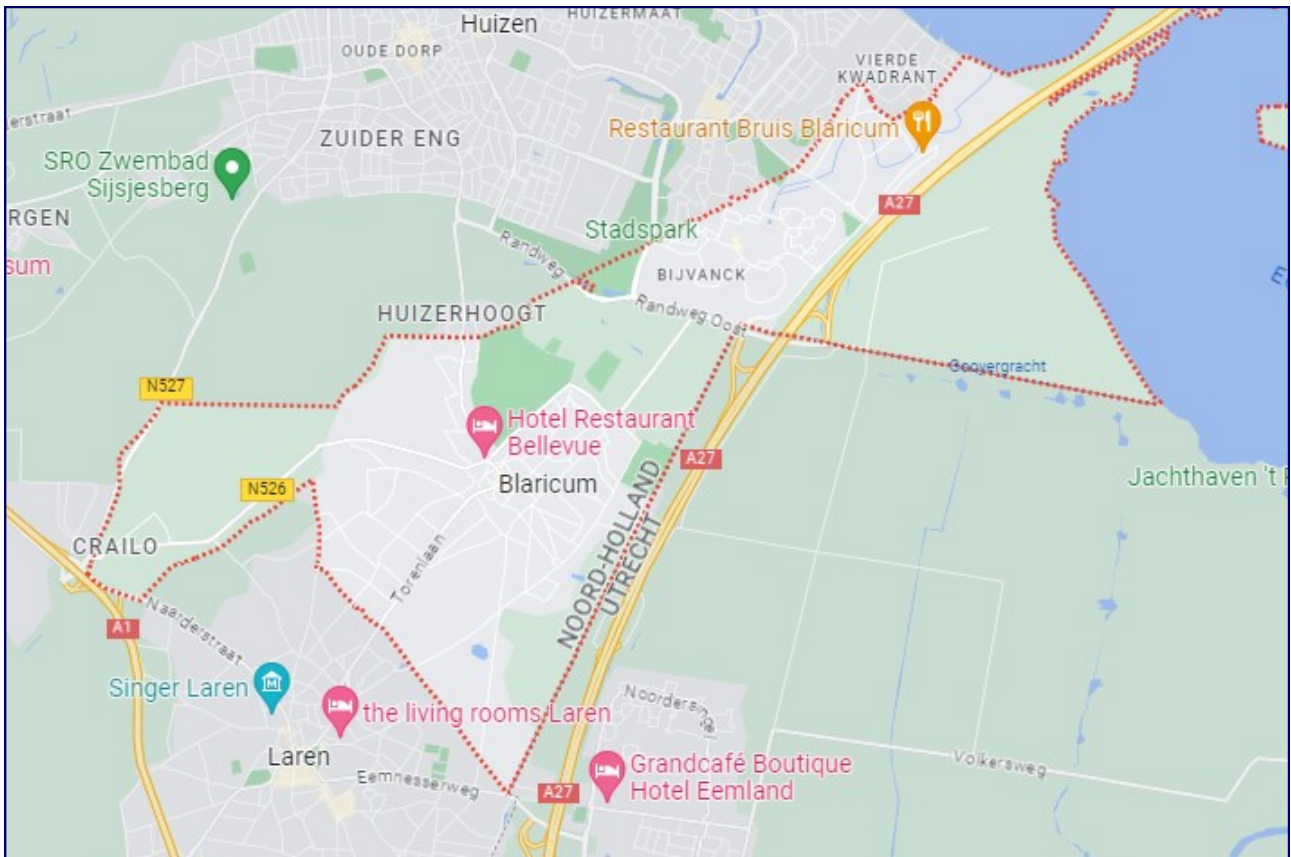 HUIZERMAAT
Huizen
OUDE DORP
VIERDE
KWADRANT
erstraat
Restaurant Bruis Blaricum
ZUIDER ENG
SRO Zwembad
Sijsjesberg
A27
RGEN
Stadspark
sum
Randweg
BIJVANCK
HUIZERHOOGT
Randweg Oost
Gooyergracht
N527
Hotel Restaurant
Bellevue
A27
Jachthaven 't
N526
Blaricum
NOORD-HOLLAND
UTRECHT
CRAILO
Torenlaan
Naarderstraat
A1
Singer Laren
the living rooms Laren
Noordersingel
Laren
Eemnesserweg
Grandcafé Boutique
Hotel Eemland
Volkersweg
A27